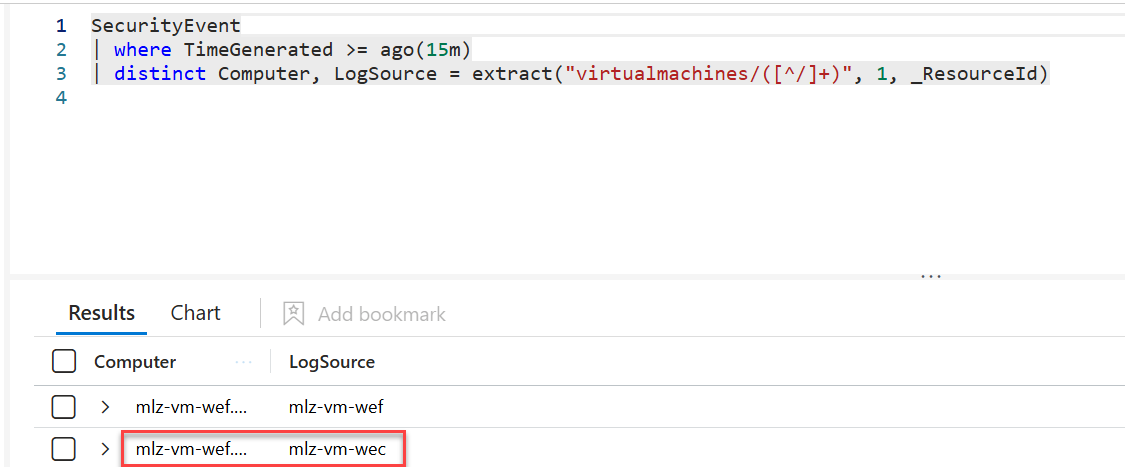 1 SecurityEvent
2 | where TimeGenerated >= ago(15m)
3 | distinct Computer, LogSource = extract("virtualmachines/([^/]+)", 1, _ResourceId)
4
...
Results Chart Add bookmark
Computer ... LogSource
> mlz-vm-wef.... mlz-vm-wef
> mlz-vm-wef.... mlz-vm-wec